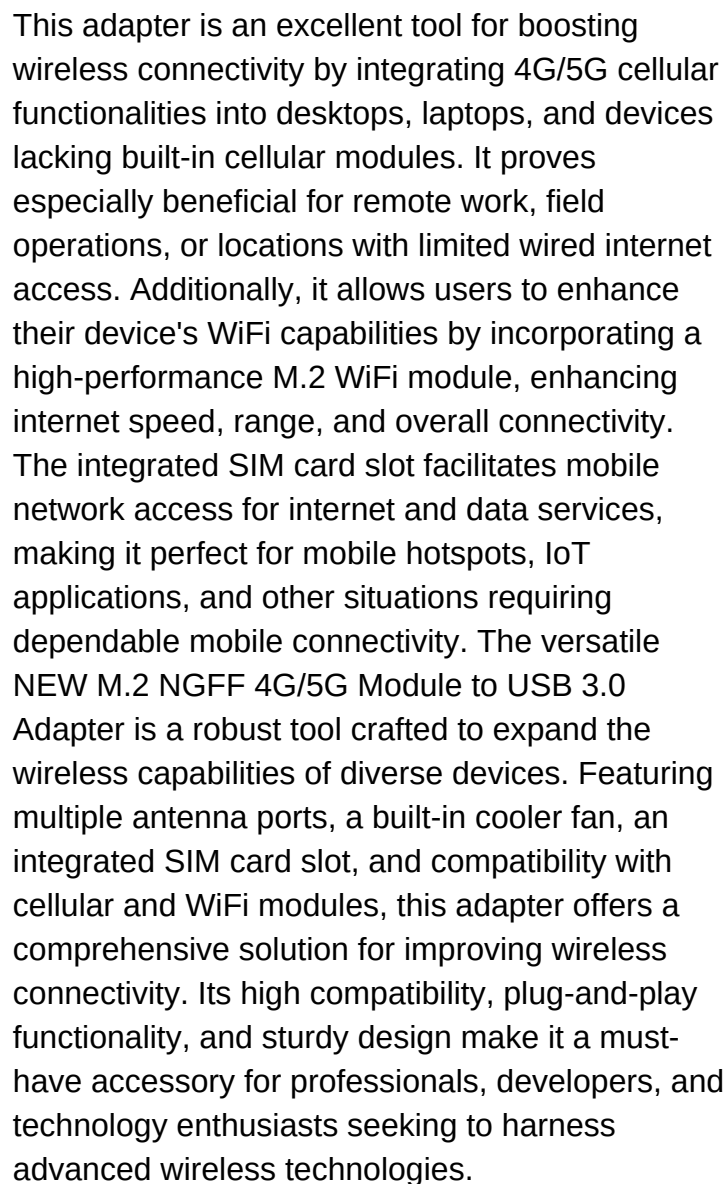 This adapter is an excellent tool for boosting
wireless connectivity by integrating 4G/5G cellular
functionalities into desktops, laptops, and devices
lacking built-in cellular modules. It proves
especially beneficial for remote work, field
operations, or locations with limited wired internet
access. Additionally, it allows users to enhance
their device's WiFi capabilities by incorporating a
high-performance M.2 WiFi module, enhancing
internet speed, range, and overall connectivity.
The integrated SIM card slot facilitates mobile
network access for internet and data services,
making it perfect for mobile hotspots, IoT
applications, and other situations requiring
dependable mobile connectivity. The versatile
NEW M.2 NGFF 4G/5G Module to USB 3.0
Adapter is a robust tool crafted to expand the
wireless capabilities of diverse devices. Featuring
multiple antenna ports, a built-in cooler fan, an
integrated SIM card slot, and compatibility with
cellular and WiFi modules, this adapter offers a
comprehensive solution for improving wireless
connectivity. Its high compatibility, plug-and-play
functionality, and sturdy design make it a must-
have accessory for professionals, developers, and
technology enthusiasts seeking to harness
advanced wireless technologies.